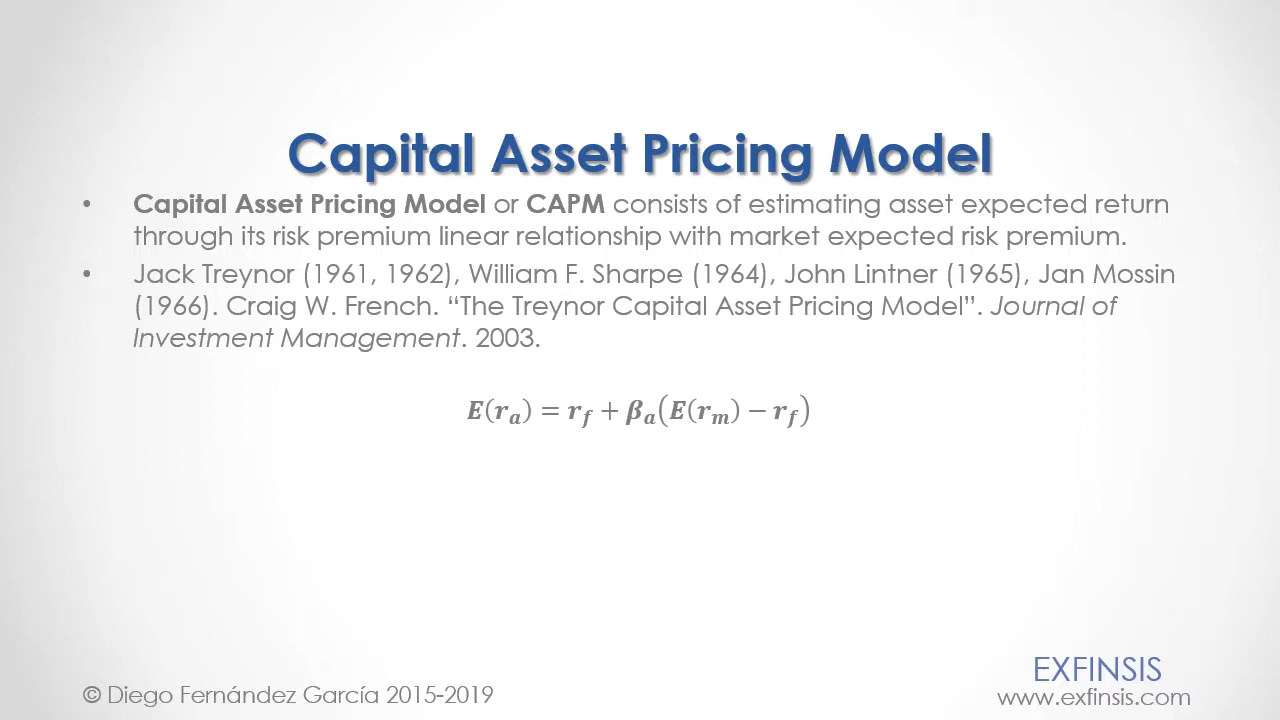 Capital Asset Pricing Model
• Capital Asset Pricing Model or CAPM consists of estimating asset expected return
through its risk premium linear relationship with market expected risk premium.
• Jack Treynor (1961, 1962), William F. Sharpe (1964), John Lintner (1965), Jan Mossin
(1966). Craig W. French. “The Treynor Capital Asset Pricing Model”. Journal of
Investment Management. 2003.
E(rₐ) = r_f + βₐ(E(rₘ) − r_f)
EXFINSIS
© Diego Fernández García 2015-2019
www.exfinsis.com